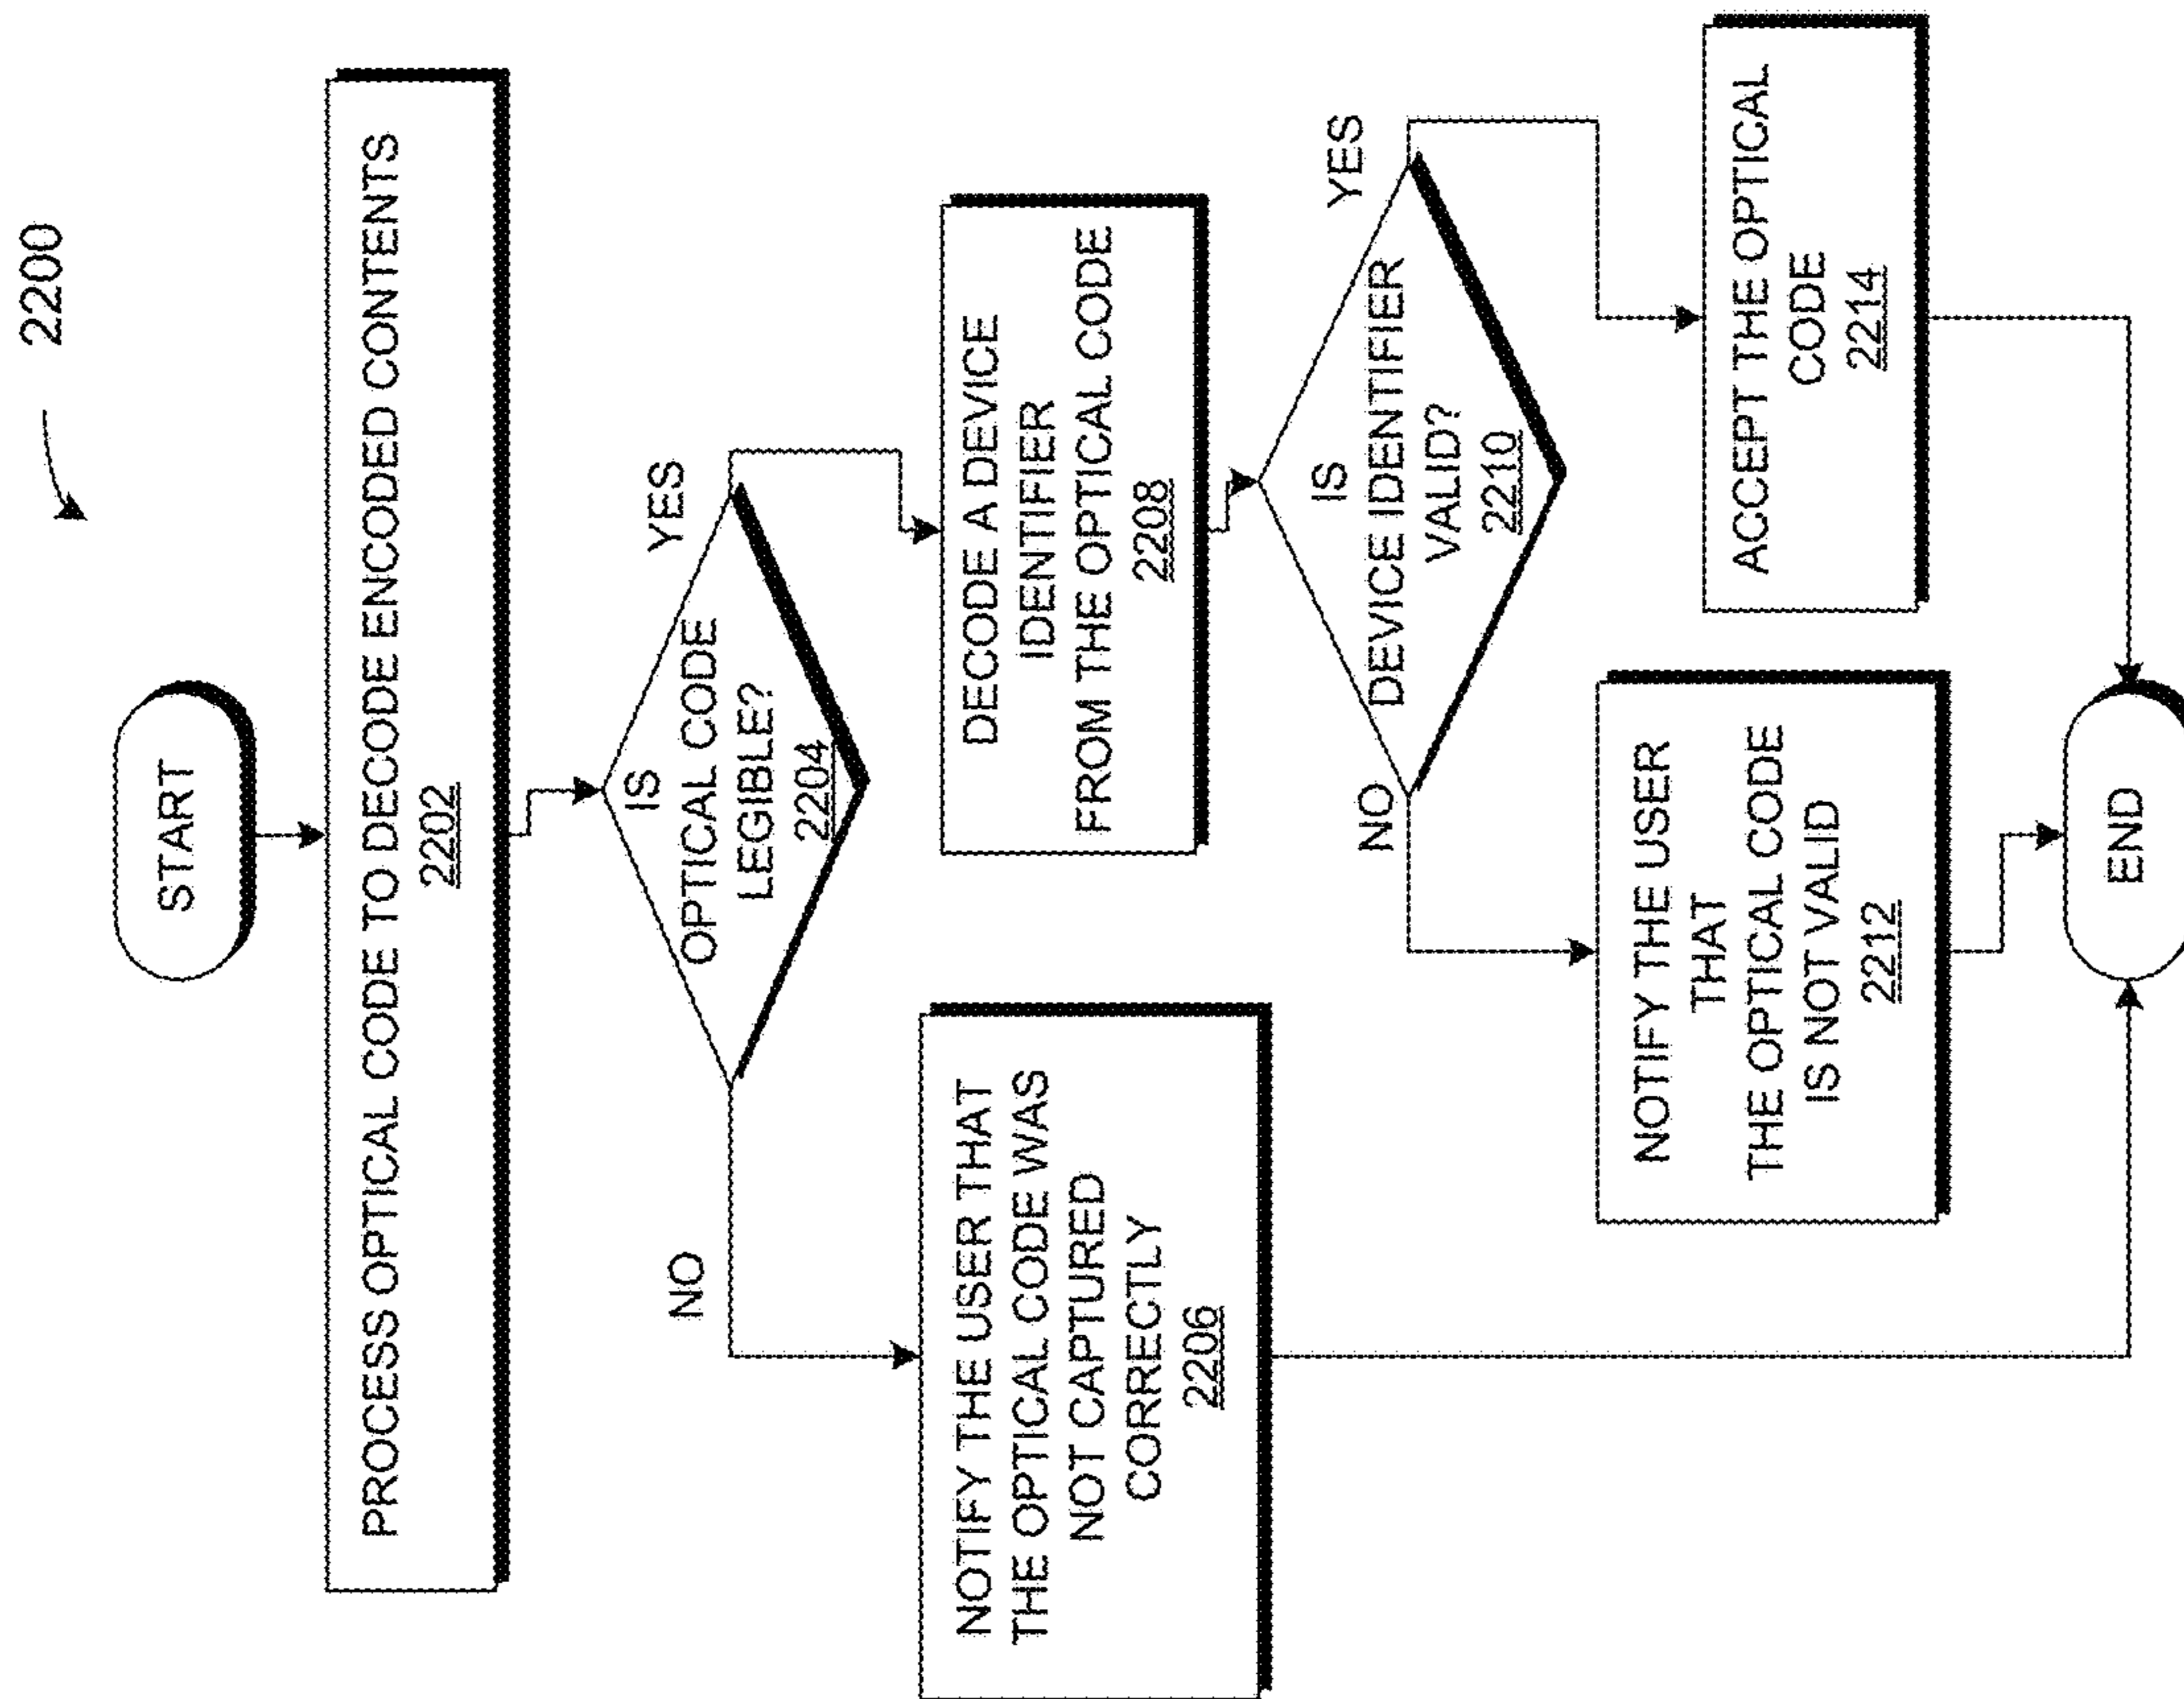 2200
START
PROCESS OPTICAL CODE TO DECODE ENCODED CONTENTS
2202
IS
OPTICAL CODE
LEGIBLE?
2204
NO
YES
NOTIFY THE USER THAT
THE OPTICAL CODE WAS
NOT CAPTURED
CORRECTLY
2206
DECODE A DEVICE
IDENTIFIER
FROM THE OPTICAL CODE
2208
IS
DEVICE IDENTIFIER
VALID?
2210
NO
YES
NOTIFY THE USER
THAT
THE OPTICAL CODE
IS NOT VALID
2212
ACCEPT THE OPTICAL
CODE
2214
END